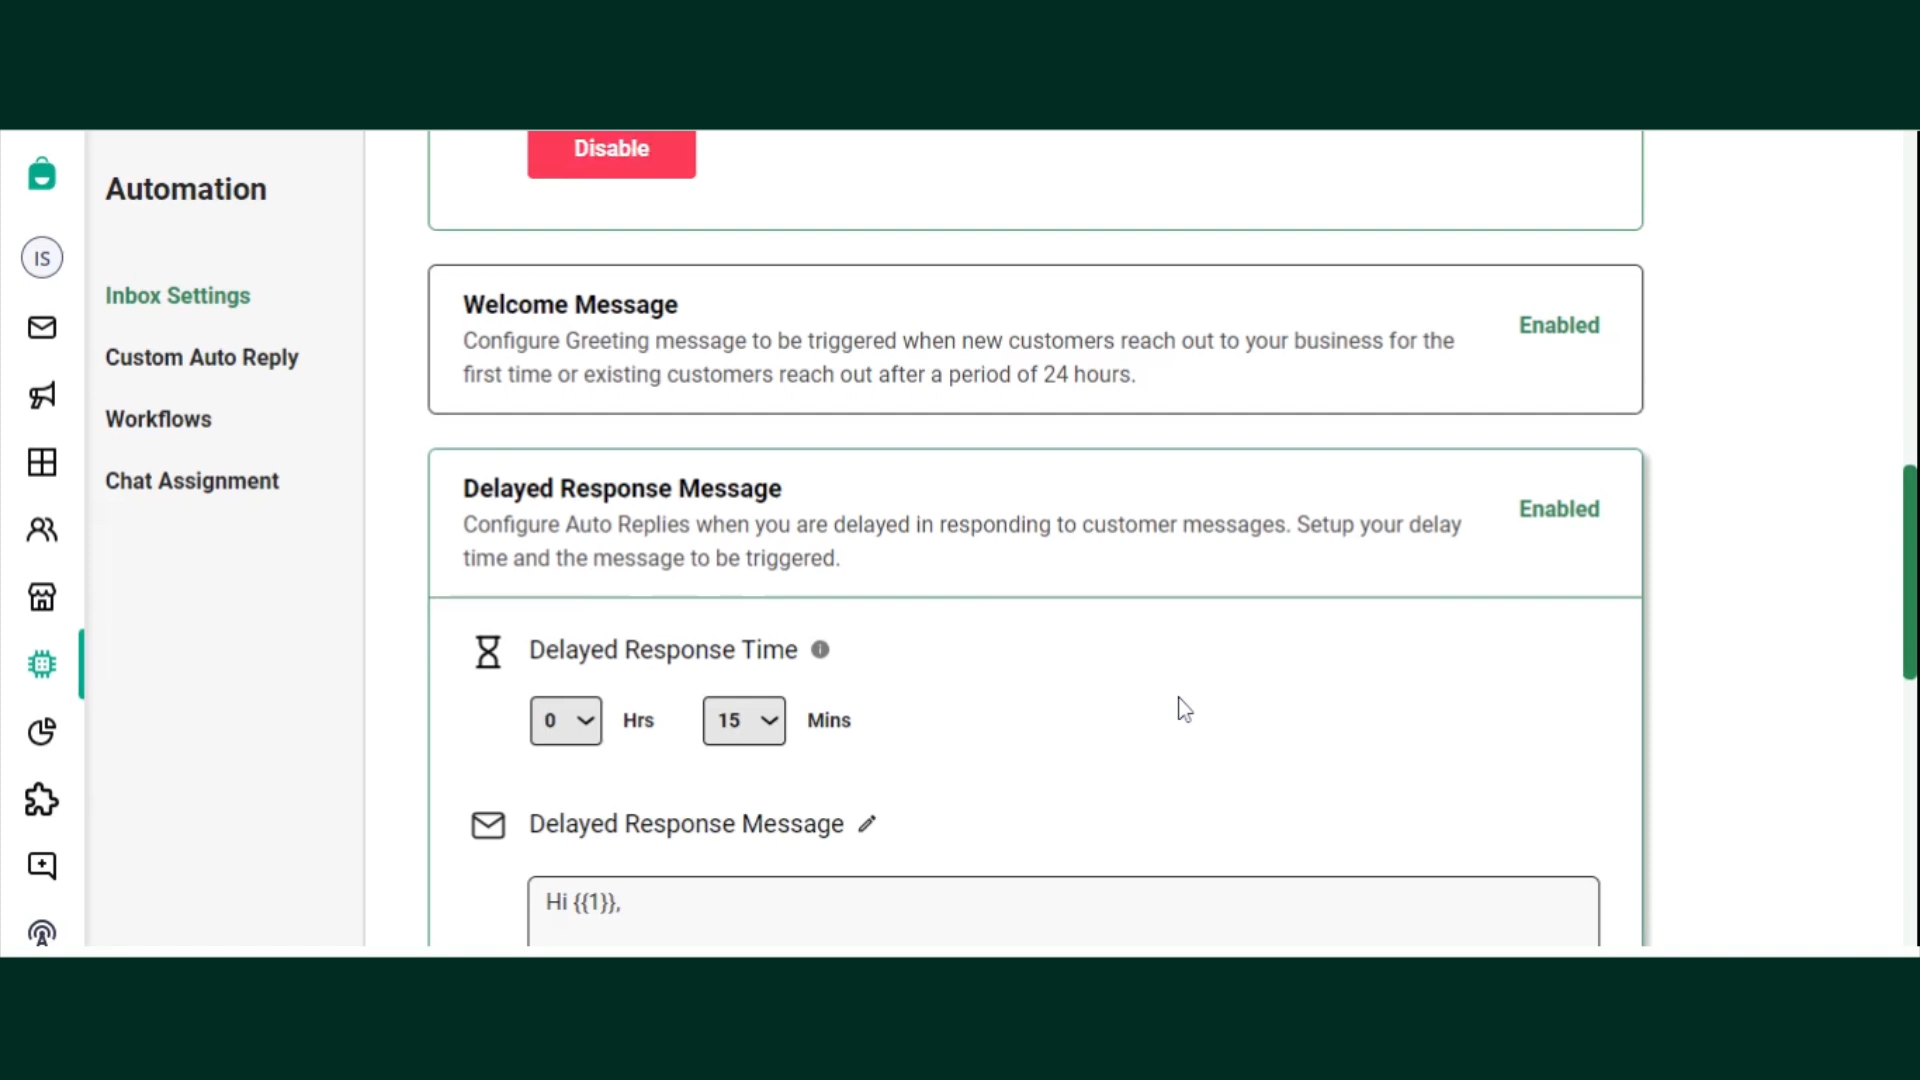 Disable
Automation
IS
Inbox Settings
Custom Auto Reply
Workflows
Chat Assignment
Welcome Message
Configure Greeting message to be triggered when new customers reach out to your business for the
first time or existing customers reach out after a period of 24 hours.
Enabled
Delayed Response Message
Configure Auto Replies when you are delayed in responding to customer messages. Setup your delay
time and the message to be triggered.
Enabled
Delayed Response Time
0 Hrs 15 Mins
Delayed Response Message
Hi {{1}},